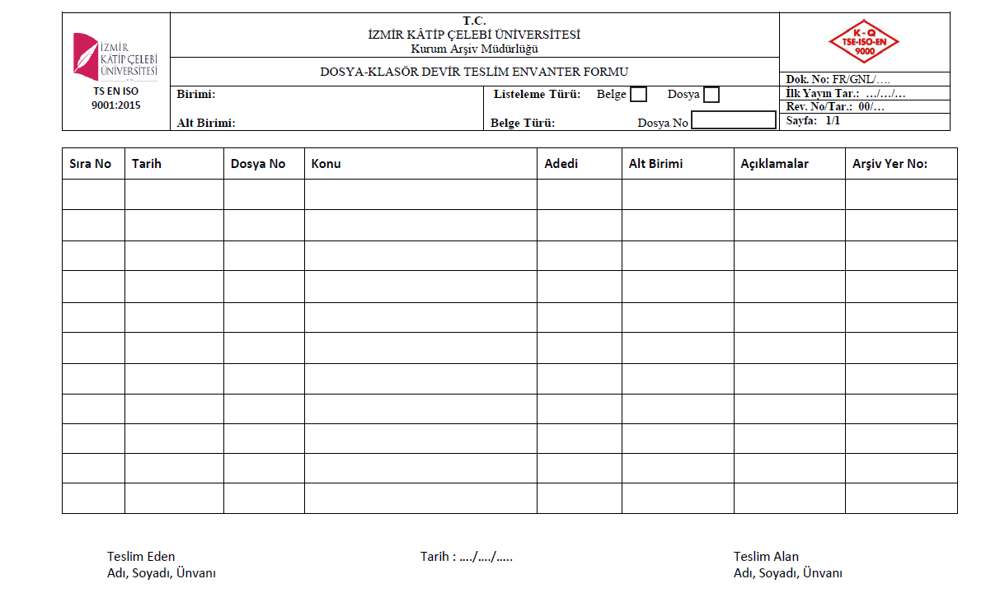 İZMİR
KÂTİP ÇELEBİ
ÜNİVERSİTESİ
TS EN ISO
9001:2015
T.C.
İZMİR KÂTİP ÇELEBİ ÜNİVERSİTESİ
Kurum Arşiv Müdürlüğü
DOSYA-KLASÖR DEVİR TESLİM ENVANTER FORMU
Birimi:
Alt Birimi:
Listeleme Türü: Belge Dosya
Belge Türü: Dosya No
K - Q
TSE-ISO-EN
9000
Dok. No: FR/GNL/….
İlk Yayın Tar.: …/…/…
Rev. No/Tar.: 00/…
Sayfa: 1/1
Sıra No Tarih Dosya No Konu Adedi Alt Birimi Açıklamalar Arşiv Yer No:
Teslim Eden Tarih : …./…./..... Teslim Alan
Adı, Soyadı, Ünvanı Adı, Soyadı, Ünvanı